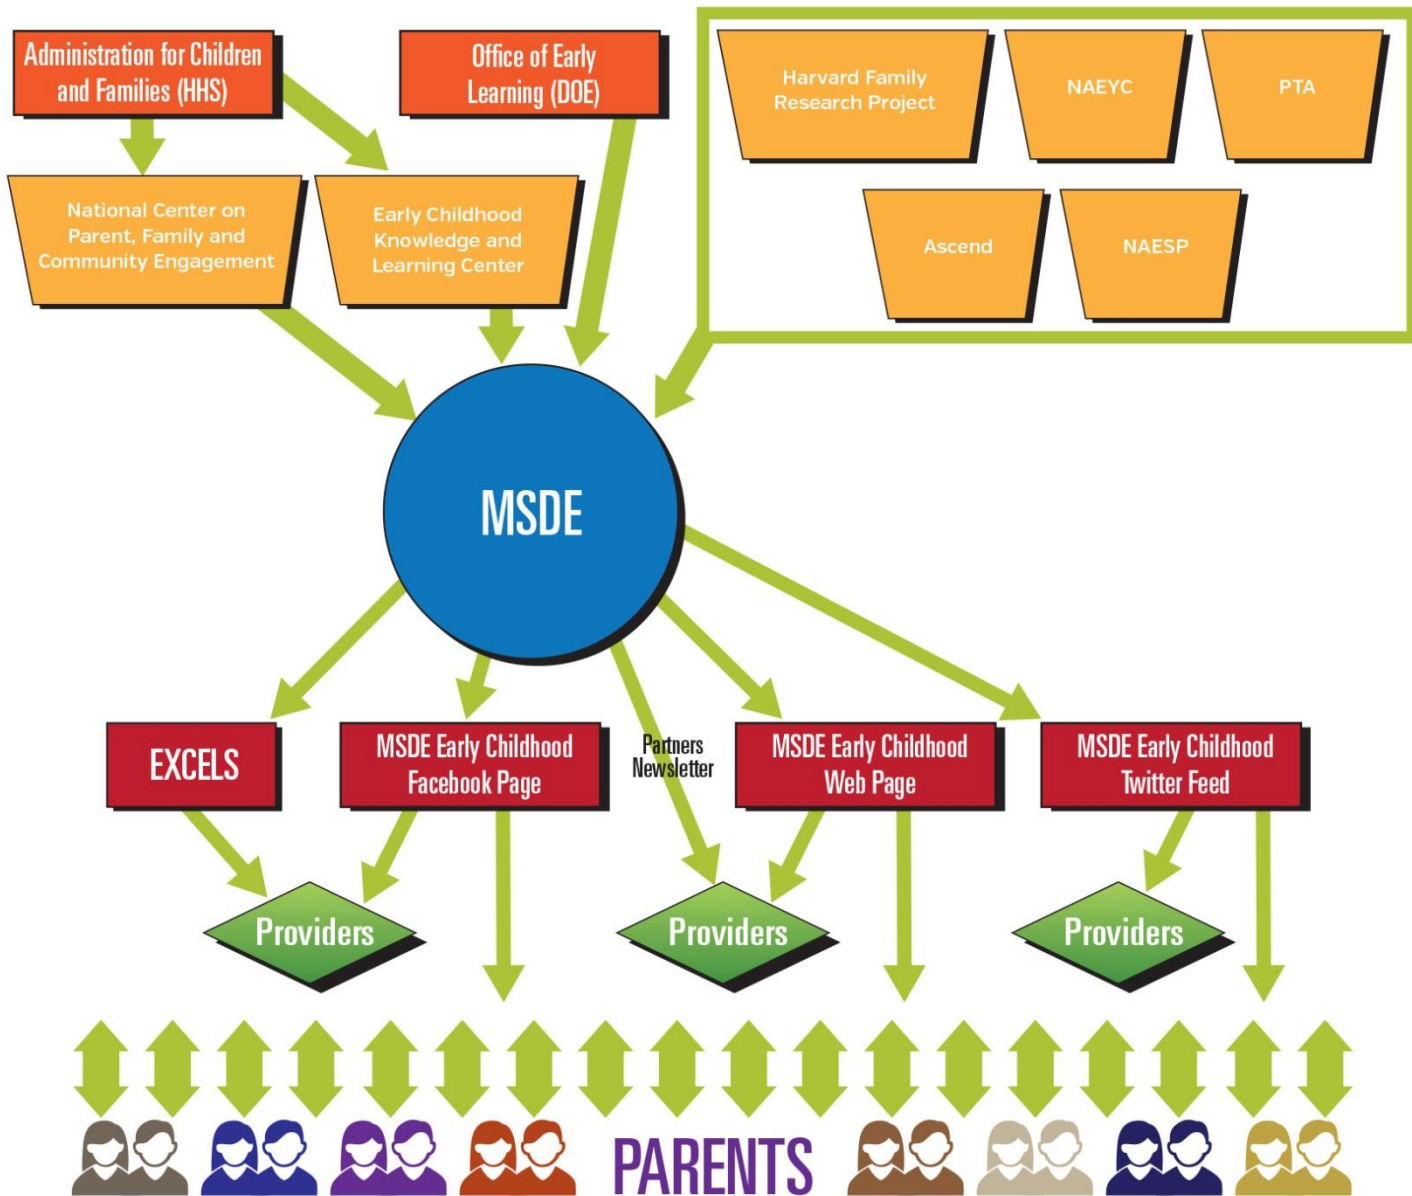 Administration for Children
and Families (HHS)
Office of Early
Learning (DOE)
Harvard Family
Research Project
NAEYC
PTA
National Center on
Parent, Family and
Community Engagement
Early Childhood
Knowledge and
Learning Center
Ascend
NAESP
MSDE
EXCELS
MSDE Early Childhood
Facebook Page
Partners
Newsletter
MSDE Early Childhood
Web Page
MSDE Early Childhood
Twitter Feed
Providers
Providers
Providers
PARENTS